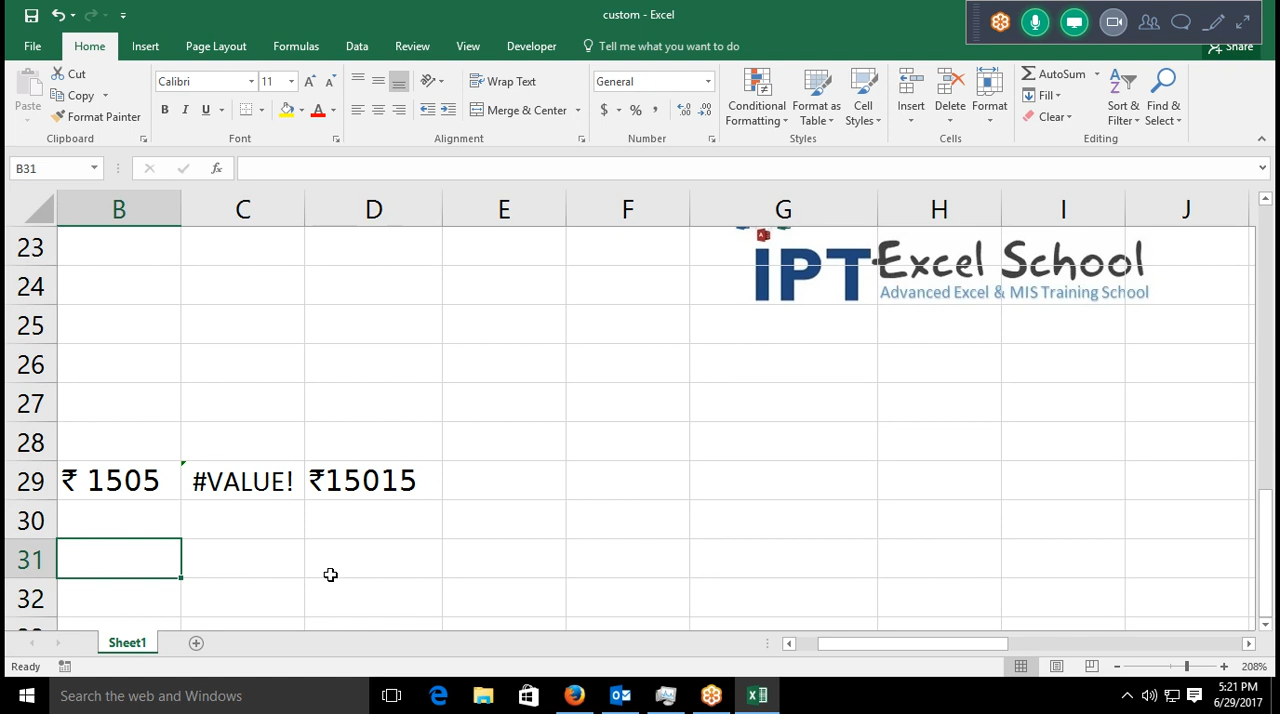 custom - Excel
File Home Insert Page Layout Formulas Data Review View Developer Tell me what you want to do Share
Paste Cut Copy Format Painter Clipboard
Calibri 11 A A B I U A Font
Wrap Text Merge & Center Alignment
General $ % , Number
Conditional Formatting Format as Table Cell Styles Styles
Insert Delete Format Cells
AutoSum Fill Clear Sort & Filter Find & Select Editing
B31 fx
B C D E F G H I J
23
24
25
26
27
28
29 ₹ 1505 #VALUE! ₹15015
30
31
32
iPT Excel School
Advanced Excel & MIS Training School
Sheet1
Ready 208%
Search the web and Windows
5:21 PM
6/29/2017